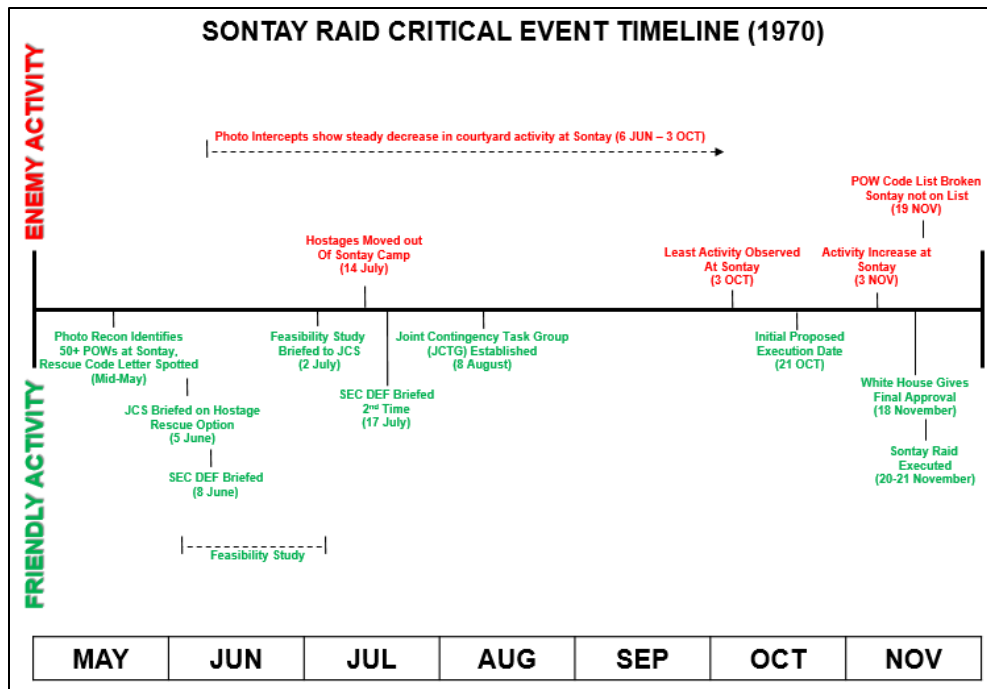 SONTAY RAID CRITICAL EVENT TIMELINE (1970)
ENEMY ACTIVITY
Photo Intercepts show steady decrease in courtyard activity at Sontay (6 JUN – 3 OCT)
POW Code List Broken
Sontay not on List
(19 NOV)
Hostages Moved out
Of Sontay Camp
(14 July)
Least Activity Observed
At Sontay
(3 OCT)
Activity Increase at
Sontay
(3 NOV)
FRIENDLY ACTIVITY
Photo Recon Identifies
50+ POWs at Sontay,
Rescue Code Letter Spotted
(Mid-May)
JCS Briefed on Hostage
Rescue Option
(5 June)
SEC DEF Briefed
(8 June)
Feasibility Study
Feasibility Study
Briefed to JCS
(2 July)
SEC DEF Briefed
2nd Time
(17 July)
Joint Contingency Task Group
(JCTG) Established
(8 August)
Initial Proposed
Execution Date
(21 OCT)
White House Gives
Final Approval
(18 November)
Sontay Raid
Executed
(20-21 November)
MAY JUN JUL AUG SEP OCT NOV